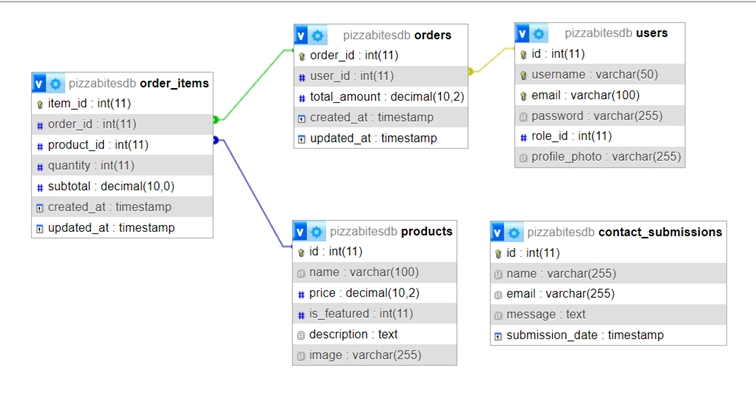 pizzabitesdb order_items
item_id : int(11)
order_id : int(11)
product_id : int(11)
quantity : int(11)
subtotal : decimal(10,0)
created_at : timestamp
updated_at : timestamp
pizzabitesdb orders
order_id : int(11)
user_id : int(11)
total_amount : decimal(10,2)
created_at : timestamp
updated_at : timestamp
pizzabitesdb users
id : int(11)
username : varchar(50)
email : varchar(100)
password : varchar(255)
role_id : int(11)
profile_photo : varchar(255)
pizzabitesdb products
id : int(11)
name : varchar(100)
price : decimal(10,2)
is_featured : int(11)
description : text
image : varchar(255)
pizzabitesdb contact_submissions
id : int(11)
name : varchar(255)
email : varchar(255)
message : text
submission_date : timestamp